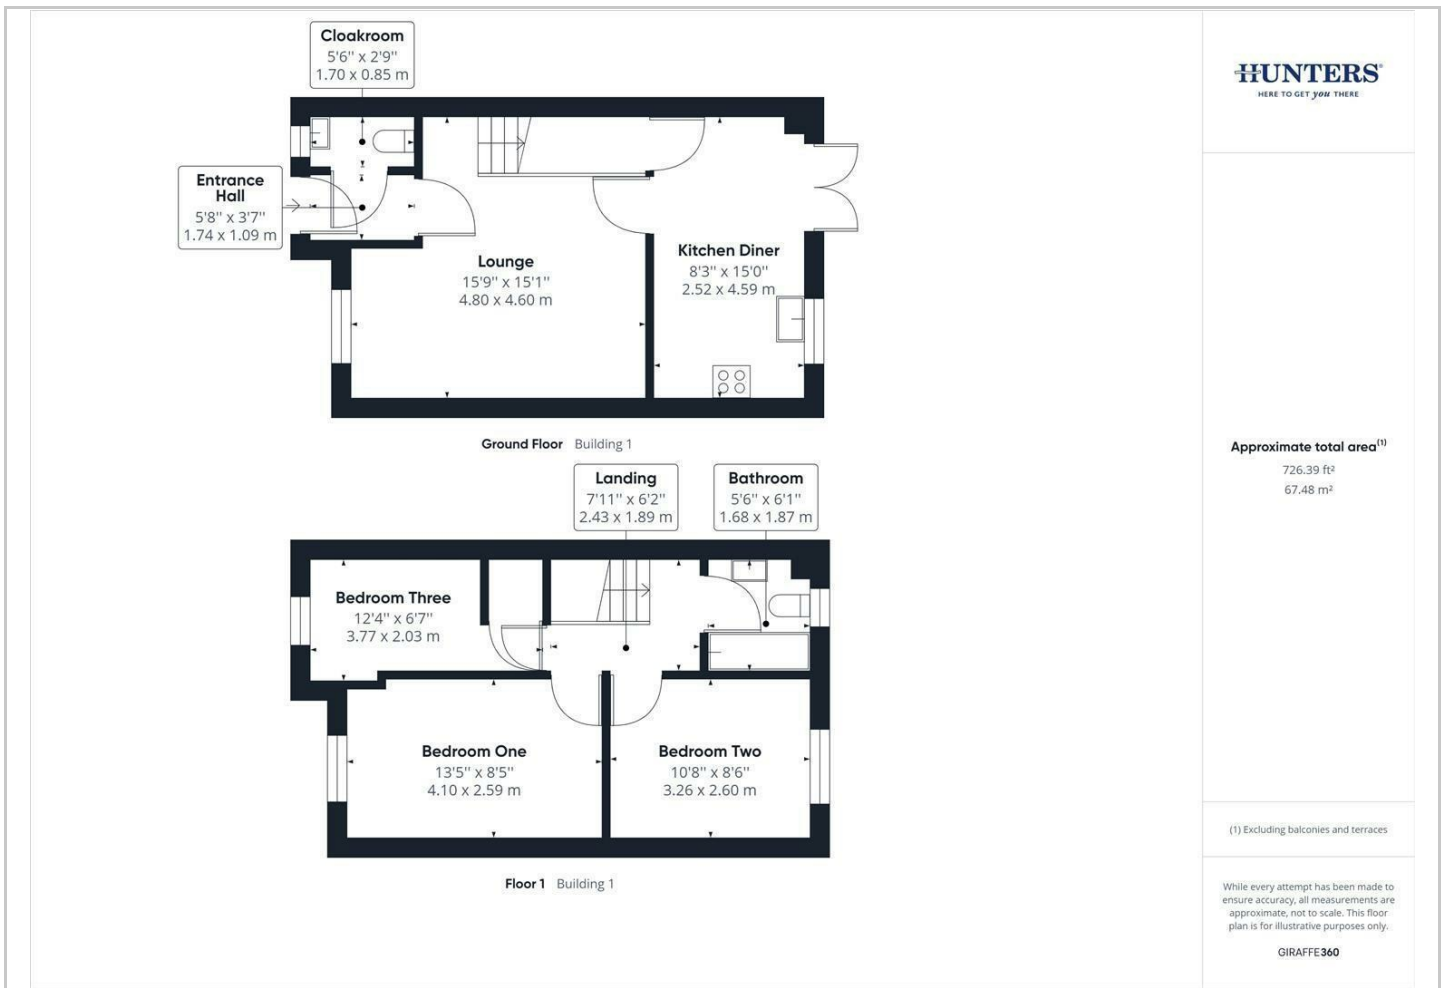 Cloakroom
5'6'' x 2'9''
1.70 x 0.85 m
Entrance
Hall
5'8'' x 3'7''
1.74 x 1.09 m
Lounge
15'9'' x 15'1''
4.80 x 4.60 m
Kitchen Diner
8'3'' x 15'0''
2.52 x 4.59 m
Ground Floor Building 1
Landing
7'11'' x 6'2''
2.43 x 1.89 m
Bathroom
5'6'' x 6'1''
1.68 x 1.87 m
Bedroom Three
12'4'' x 6'7''
3.77 x 2.03 m
Bedroom One
13'5'' x 8'5''
4.10 x 2.59 m
Bedroom Two
10'8'' x 8'6''
3.26 x 2.60 m
Floor 1 Building 1
HUNTERS®
HERE TO GET you THERE
Approximate total area(1)
726.39 ft²
67.48 m²
(1) Excluding balconies and terraces
While every attempt has been made to
ensure accuracy, all measurements are
approximate, not to scale. This floor
plan is for illustrative purposes only.
GIRAFFE360